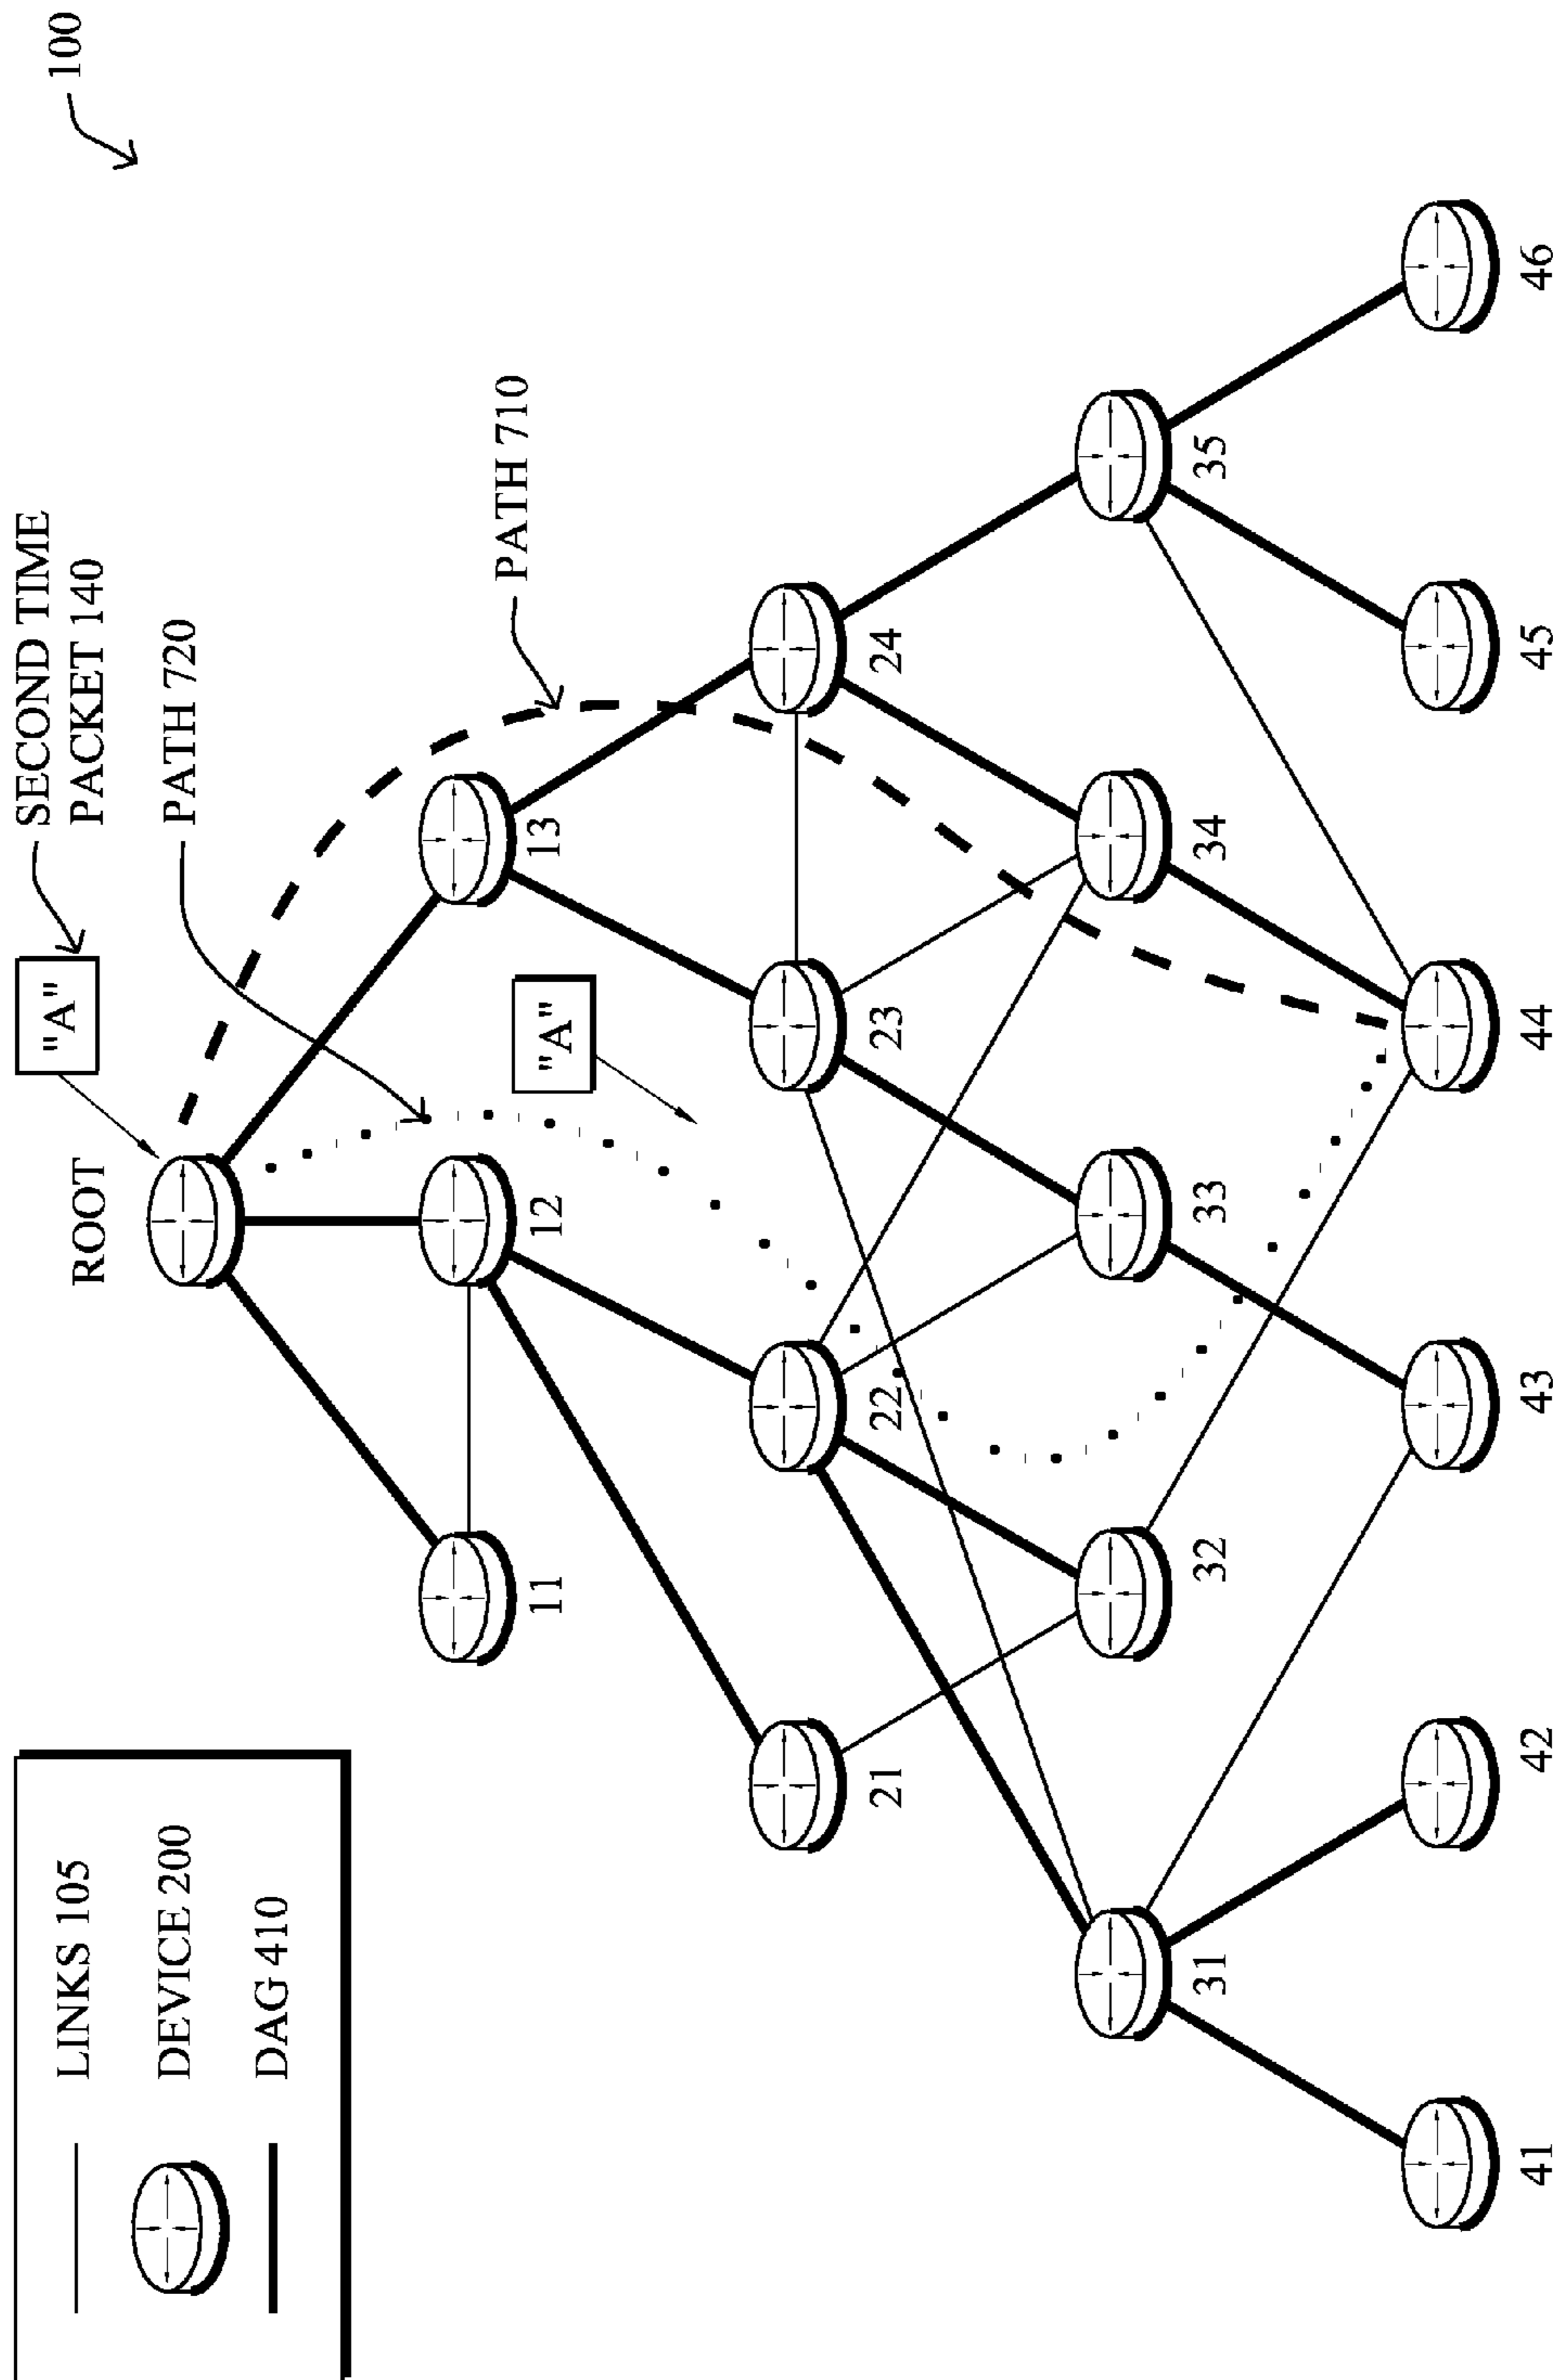 LINKS 105
DEVICE 200
DAG 410
100
SECOND TIME
PACKET 140
"A"
PATH 720
ROOT
PATH 710
11
12
13
"A"
21
22
23
24
31
32
33
34
35
41
42
43
44
45
46